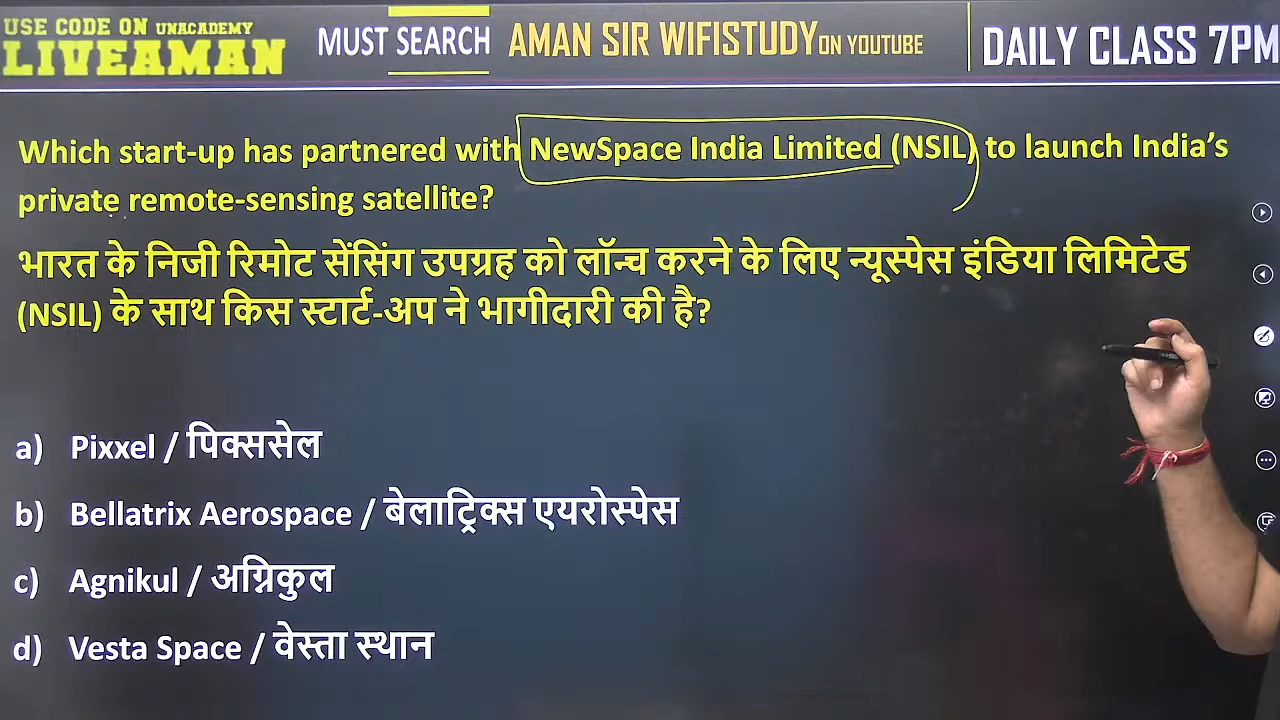 USE CODE ON UNACADEMY
LIVEAMAN
MUST SEARCH
AMAN SIR WIFISTUDY ON YOUTUBE
DAILY CLASS 7PM
Which start-up has partnered with NewSpace India Limited (NSIL) to launch India’s
private remote-sensing satellite?
भारत के निजी रिमोट सेंसिंग उपग्रह को लॉन्च करने के लिए न्यूस्पेस इंडिया लिमिटेड
(NSIL) के साथ किस स्टार्ट-अप ने भागीदारी की है?
a) Pixxel / पिक्ससेल
b) Bellatrix Aerospace / बेलाट्रिक्स एयरोस्पेस
c) Agnikul / अग्निकुल
d) Vesta Space / वेस्ता स्थान